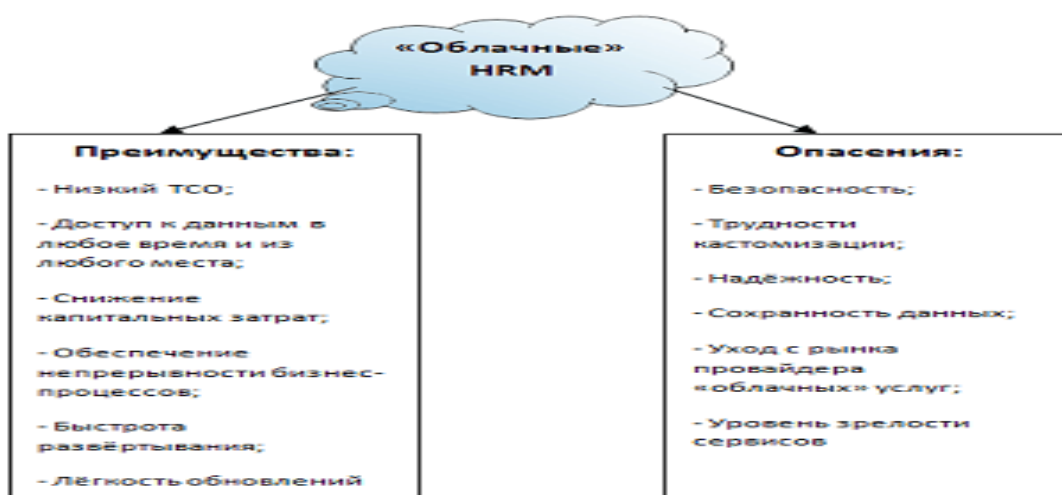 «Облачные»
HRM
Преимущества:
- Низкий TCO;
- Доступ к данным в
любое время и из
любого места;
- Снижение
капитальных затрат;
- Обеспечение
непрерывности бизнес-
процессов;
- Быстрота
развёртывания;
- Лёгкость обновлений
Опасения:
- Безопасность;
- Трудности
кастомизации;
- Надёжность;
- Сохранность данных;
- Уход с рынка
провайдера
«облачных» услуг;
- Уровень зрелости
сервисов